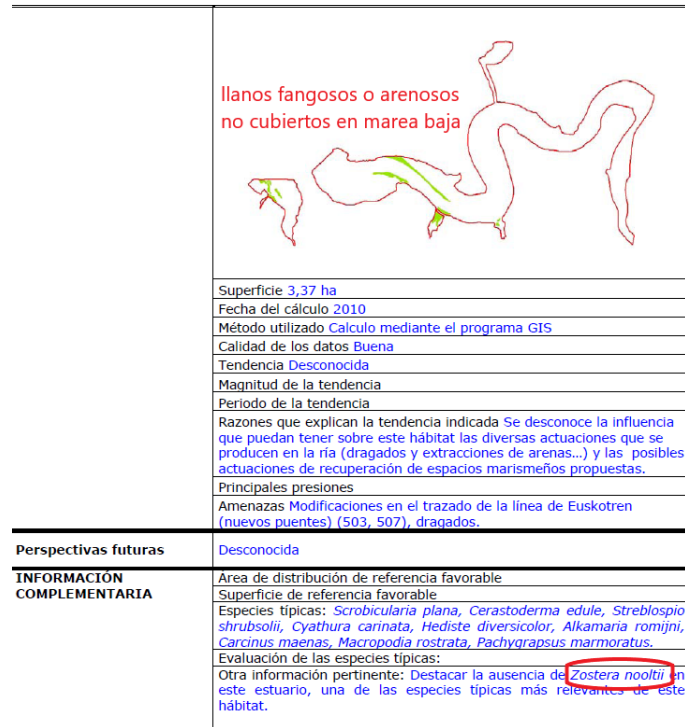 llanos fangosos o arenosos
no cubiertos en marea baja
Superficie 3,37 ha
Fecha del cálculo 2010
Método utilizado Calculo mediante el programa GIS
Calidad de los datos Buena
Tendencia Desconocida
Magnitud de la tendencia
Periodo de la tendencia
Razones que explican la tendencia indicada Se desconoce la influencia
que puedan tener sobre este hábitat las diversas actuaciones que se
producen en la ría (dragados y extracciones de arenas...) y las posibles
actuaciones de recuperación de espacios marismeños propuestas.
Principales presiones
Amenazas Modificaciones en el trazado de la línea de Euskotren
(nuevos puentes) (503, 507), dragados.
Perspectivas futuras
Desconocida
INFORMACIÓN
COMPLEMENTARIA
Área de distribución de referencia favorable
Superficie de referencia favorable
Especies típicas: Scrobicularia plana, Cerastoderma edule, Streblospio
shrubsolii, Cyathura carinata, Hediste diversicolor, Alkamaria romijni,
Carcinus maenas, Macropodia rostrata, Pachygrapsus marmoratus.
Evaluación de las especies típicas:
Otra información pertinente: Destacar la ausencia de Zostera nooltii en
este estuario, una de las especies típicas más relevantes de este
hábitat.